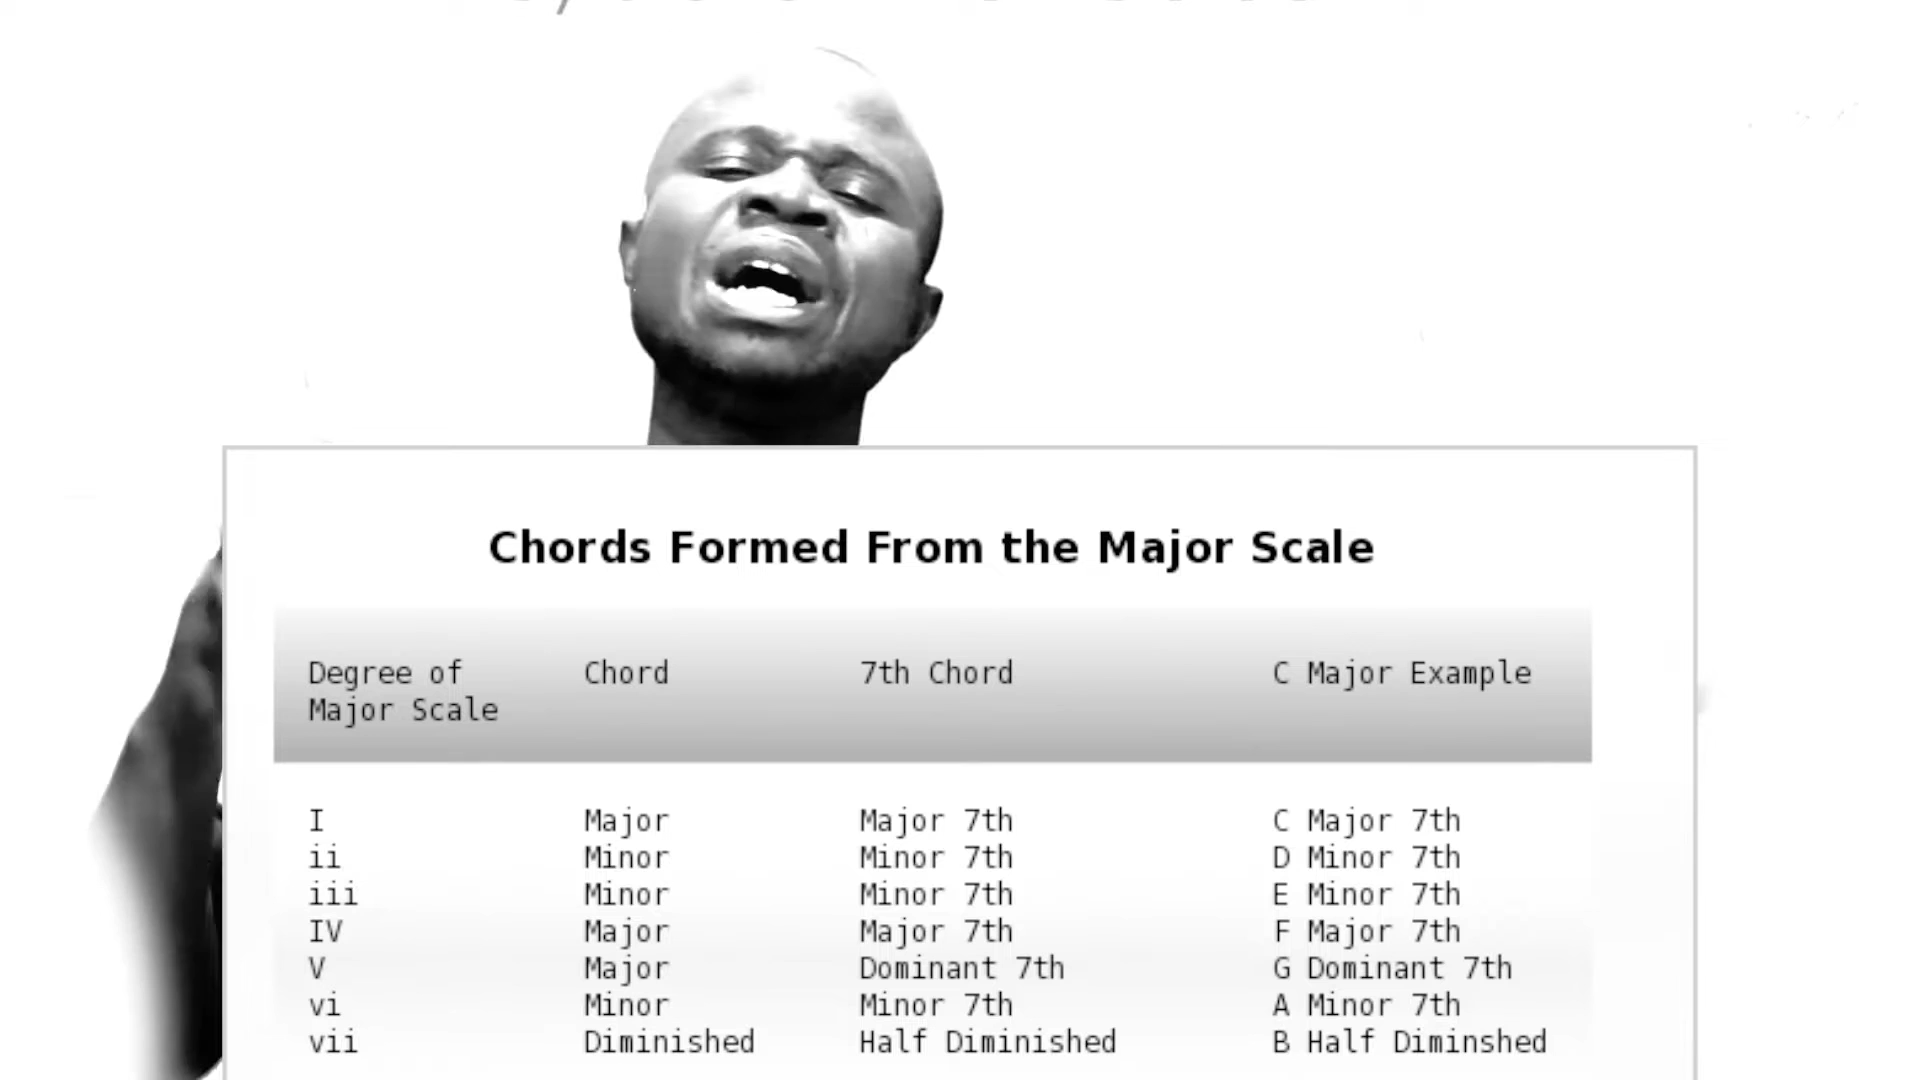 Chords Formed From the Major Scale
Degree of Major Scale Chord 7th Chord C Major Example
I Major Major 7th C Major 7th
ii Minor Minor 7th D Minor 7th
iii Minor Minor 7th E Minor 7th
IV Major Major 7th F Major 7th
V Major Dominant 7th G Dominant 7th
vi Minor Minor 7th A Minor 7th
vii Diminished Half Diminished B Half Diminshed